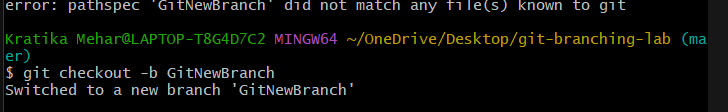 error: pathspec 'GitNewBranch' did not match any file(s) known to git
Kratika Mehar@LAPTOP-T8G4D7C2 MINGW64 ~/OneDrive/Desktop/git-branching-lab (ma
er)
$ git checkout -b GitNewBranch
Switched to a new branch 'GitNewBranch'